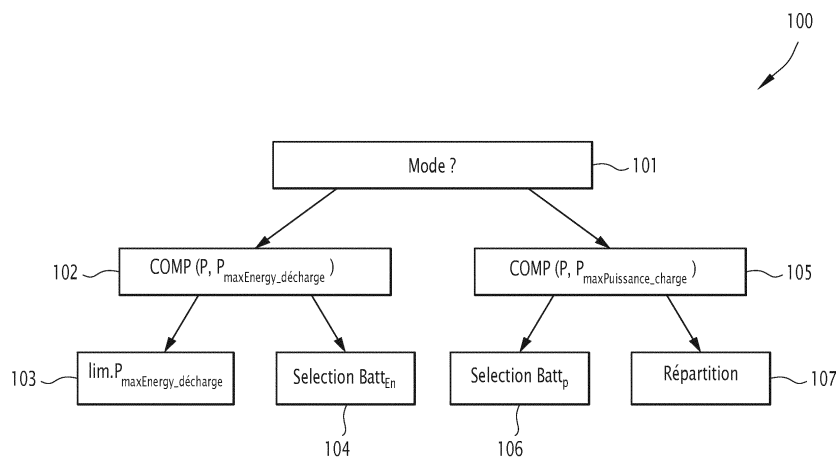 100
Mode ?
101
102
COMP (P, PmaxEnergy_décharge )
COMP (P, PmaxPuissance_charge )
105
103
lim.PmaxEnergy_décharge
Selection BattEn
Selection Battp
Répartition
107
104
106